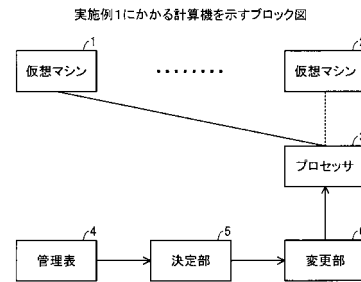 実施例1にかかる計算機を示すブロック図
1
仮想マシン
‥‥‥‥
仮想マシン
プロセッサ
4
管理表
5
決定部
変更部